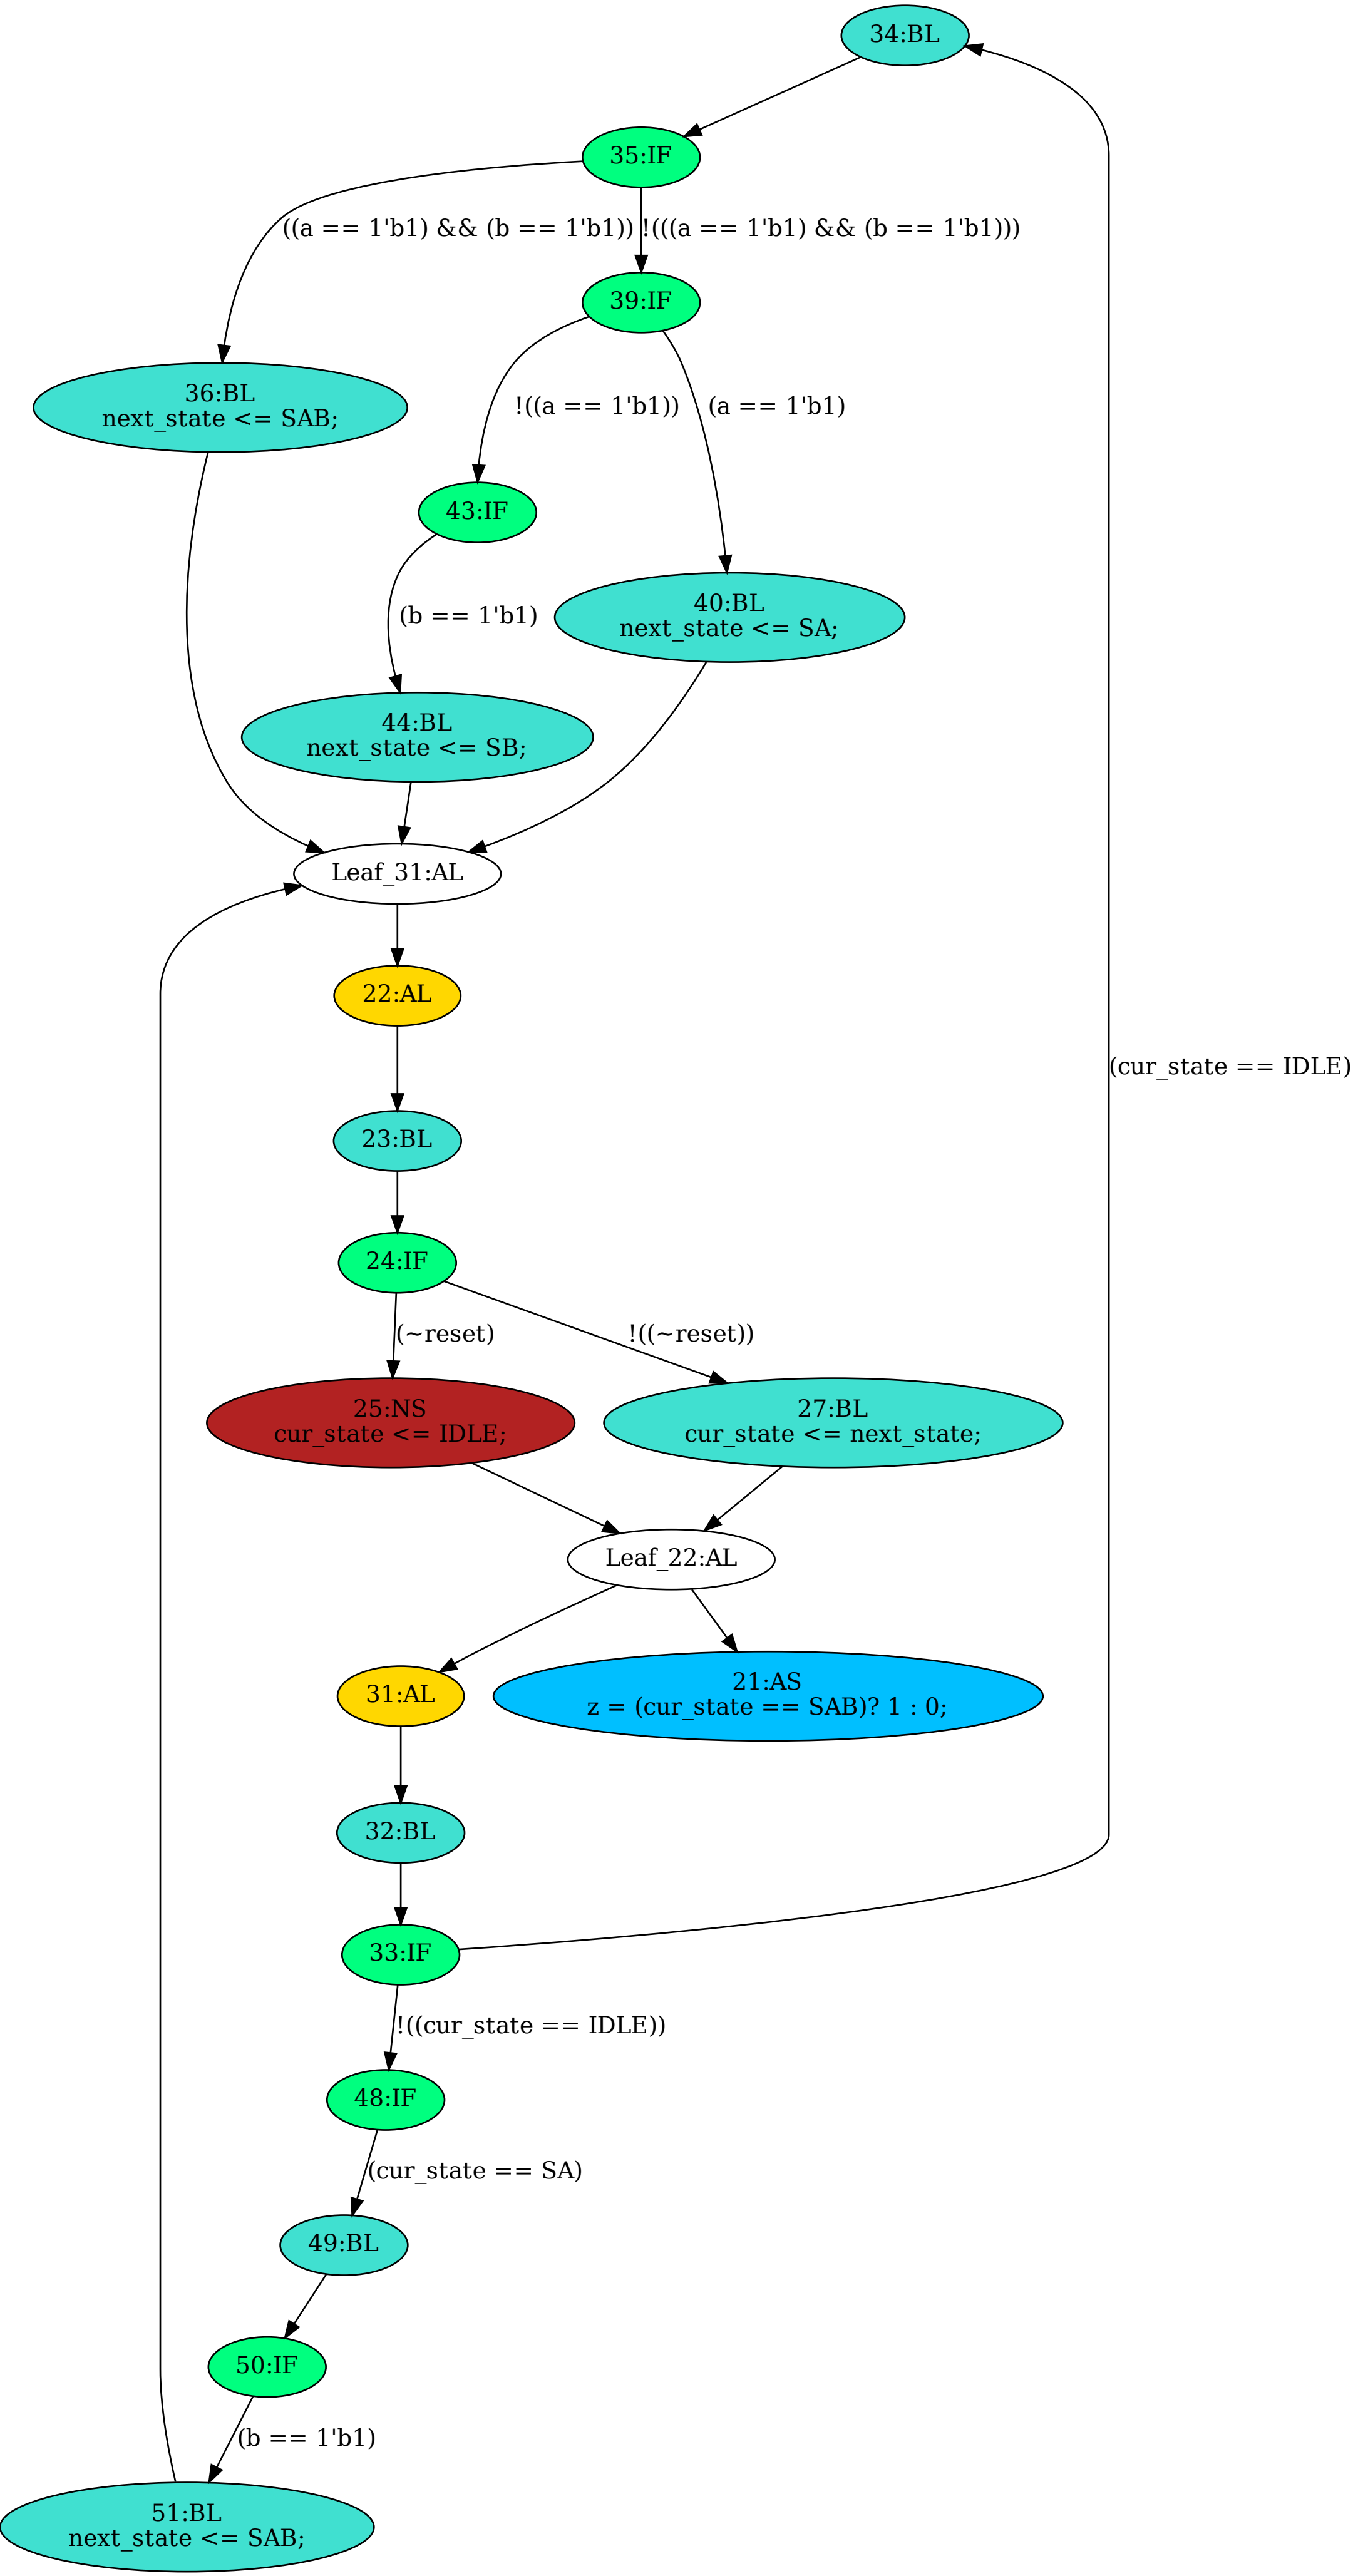 34:BL
35:IF
((a == 1'b1) && (b == 1'b1))
!(((a == 1'b1) && (b == 1'b1)))
39:IF
36:BL
next_state <= SAB;
!((a == 1'b1))
(a == 1'b1)
43:IF
40:BL
next_state <= SA;
(b == 1'b1)
44:BL
next_state <= SB;
Leaf_31:AL
22:AL
(cur_state == IDLE)
23:BL
24:IF
(~reset)
!((~reset))
25:NS
cur_state <= IDLE;
27:BL
cur_state <= next_state;
Leaf_22:AL
31:AL
21:AS
z = (cur_state == SAB)? 1 : 0;
32:BL
33:IF
!((cur_state == IDLE))
48:IF
(cur_state == SA)
49:BL
50:IF
(b == 1'b1)
51:BL
next_state <= SAB;